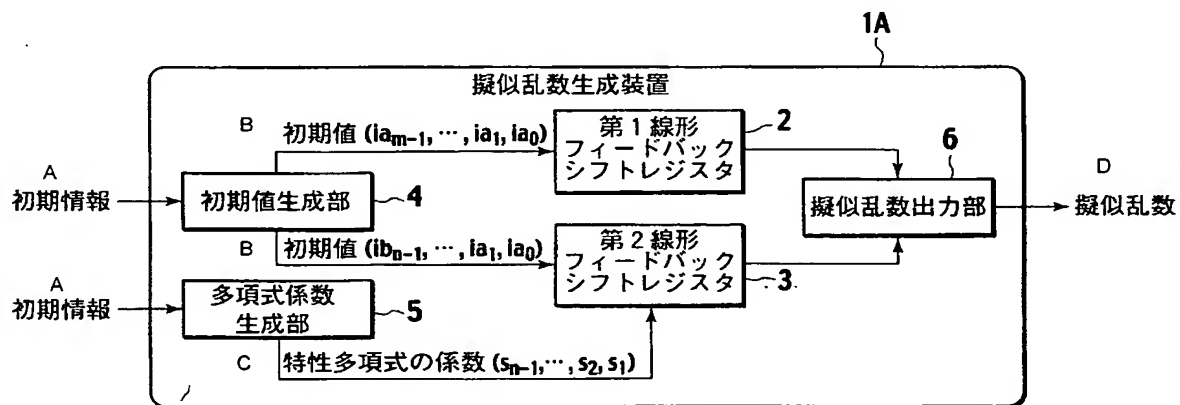 1A
擬似乱数生成装置
B
初期値 (ia_{m-1}, ⋯, ia_1, ia_0)
第1線形
フィードバック
シフトレジスタ
2
A
初期情報
初期値生成部
4
6
擬似乱数出力部
D
擬似乱数
B
初期値 (ib_{n-1}, ⋯, ia_1, ia_0)
第2線形
フィードバック
シフトレジスタ
3
A
初期情報
多項式係数
生成部
5
C
特性多項式の係数 (s_{n-1}, ⋯, s_2, s_1)